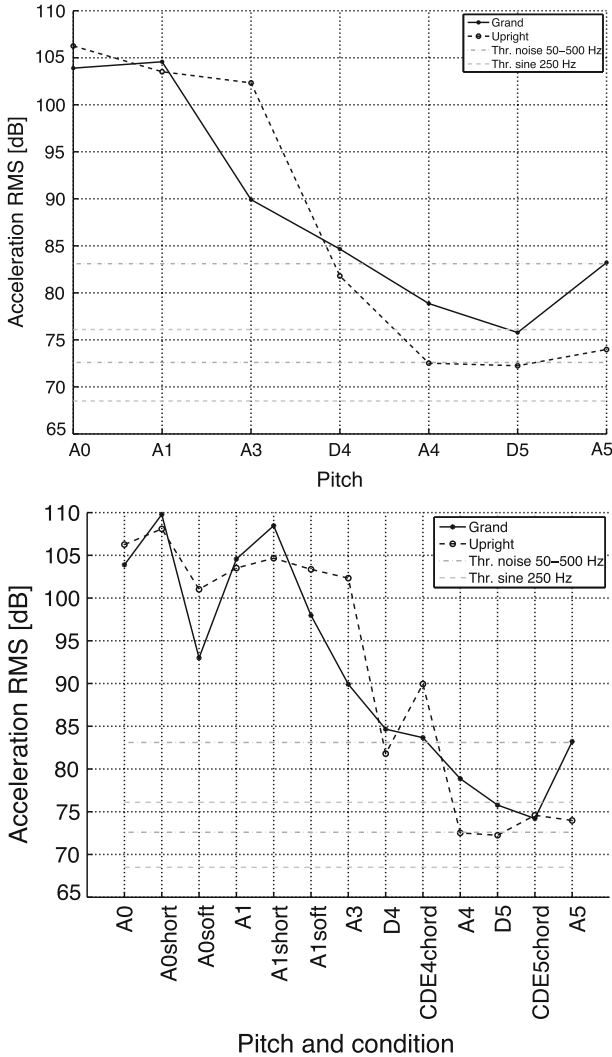 110
105
100
95
90
85
80
75
70
65
Acceleration RMS [dB]
Grand
Upright
Thr. noise 50–500 Hz
Thr. sine 250 Hz
A0 A1 A3 D4 A4 D5 A5
Pitch
110
105
100
95
90
85
80
75
70
65
Acceleration RMS [dB]
Grand
Upright
Thr. noise 50–500 Hz
Thr. sine 250 Hz
A0
A0short
A0soft
A1
A1short
A1soft
A3
D4
CDE4chord
A4
D5
CDE5chord
A5
Pitch and condition